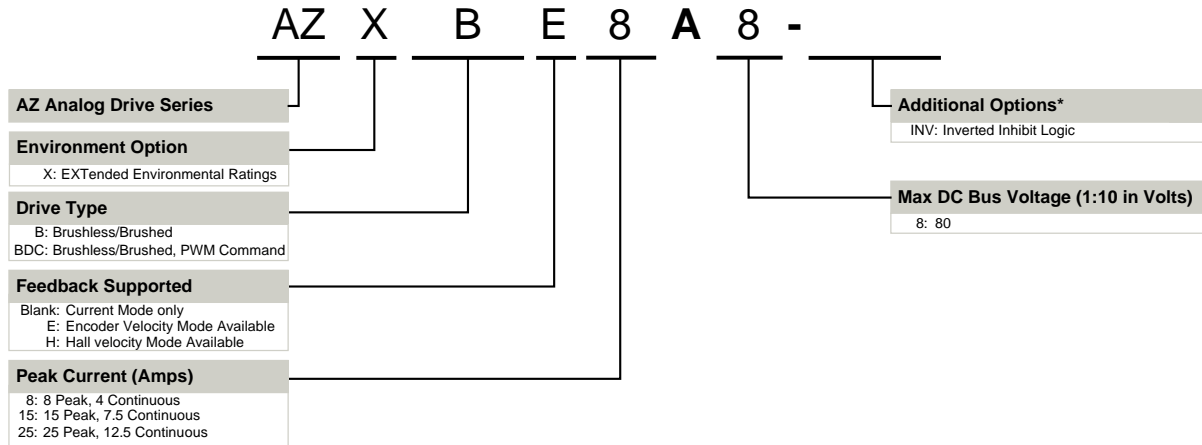 AZ X B E 8 A 8 -
AZ Analog Drive Series
Environment Option
X: EXTended Environmental Ratings
Drive Type
B: Brushless/Brushed
BDC: Brushless/Brushed, PWM Command
Feedback Supported
Blank: Current Mode only
E: Encoder Velocity Mode Available
H: Hall velocity Mode Available
Peak Current (Amps)
8: 8 Peak, 4 Continuous
15: 15 Peak, 7.5 Continuous
25: 25 Peak, 12.5 Continuous
Additional Options*
INV: Inverted Inhibit Logic
Max DC Bus Voltage (1:10 in Volts)
8: 80